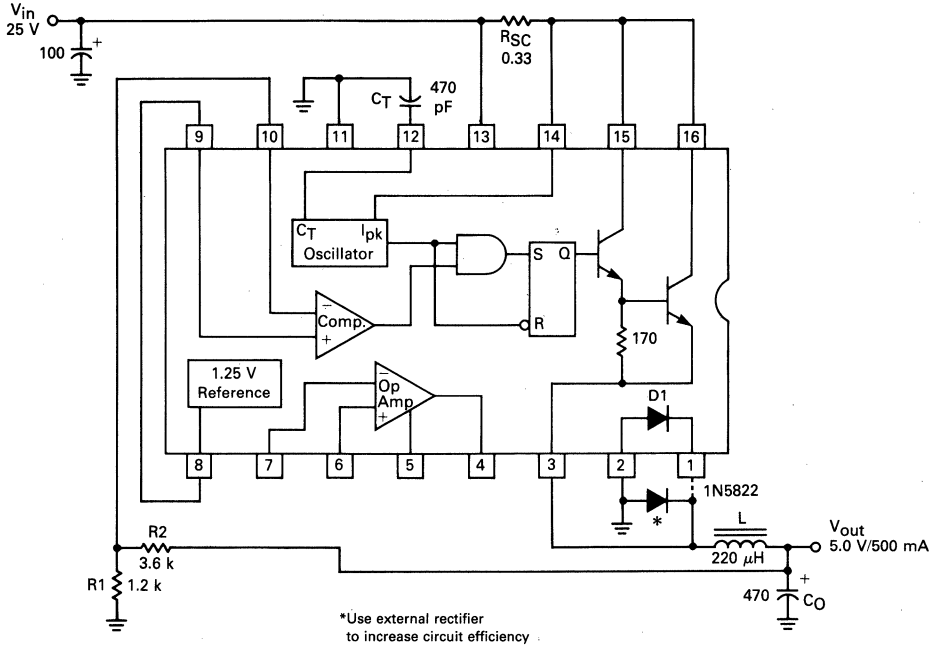 Vin
25 V
100
+
RSC
0.33
CT
470
pF
9
10
11
12
13
14
15
16
CT
Ipk
Oscillator
S
Q
R
−
Comp.
+
170
1.25 V
Reference
−
Op
Amp
+
D1
8
7
6
5
4
3
2
1
1N5822
*
L
220 μH
Vout
5.0 V/500 mA
R2
3.6 k
R1
1.2 k
470
+
CO
*Use external rectifier
to increase circuit efficiency